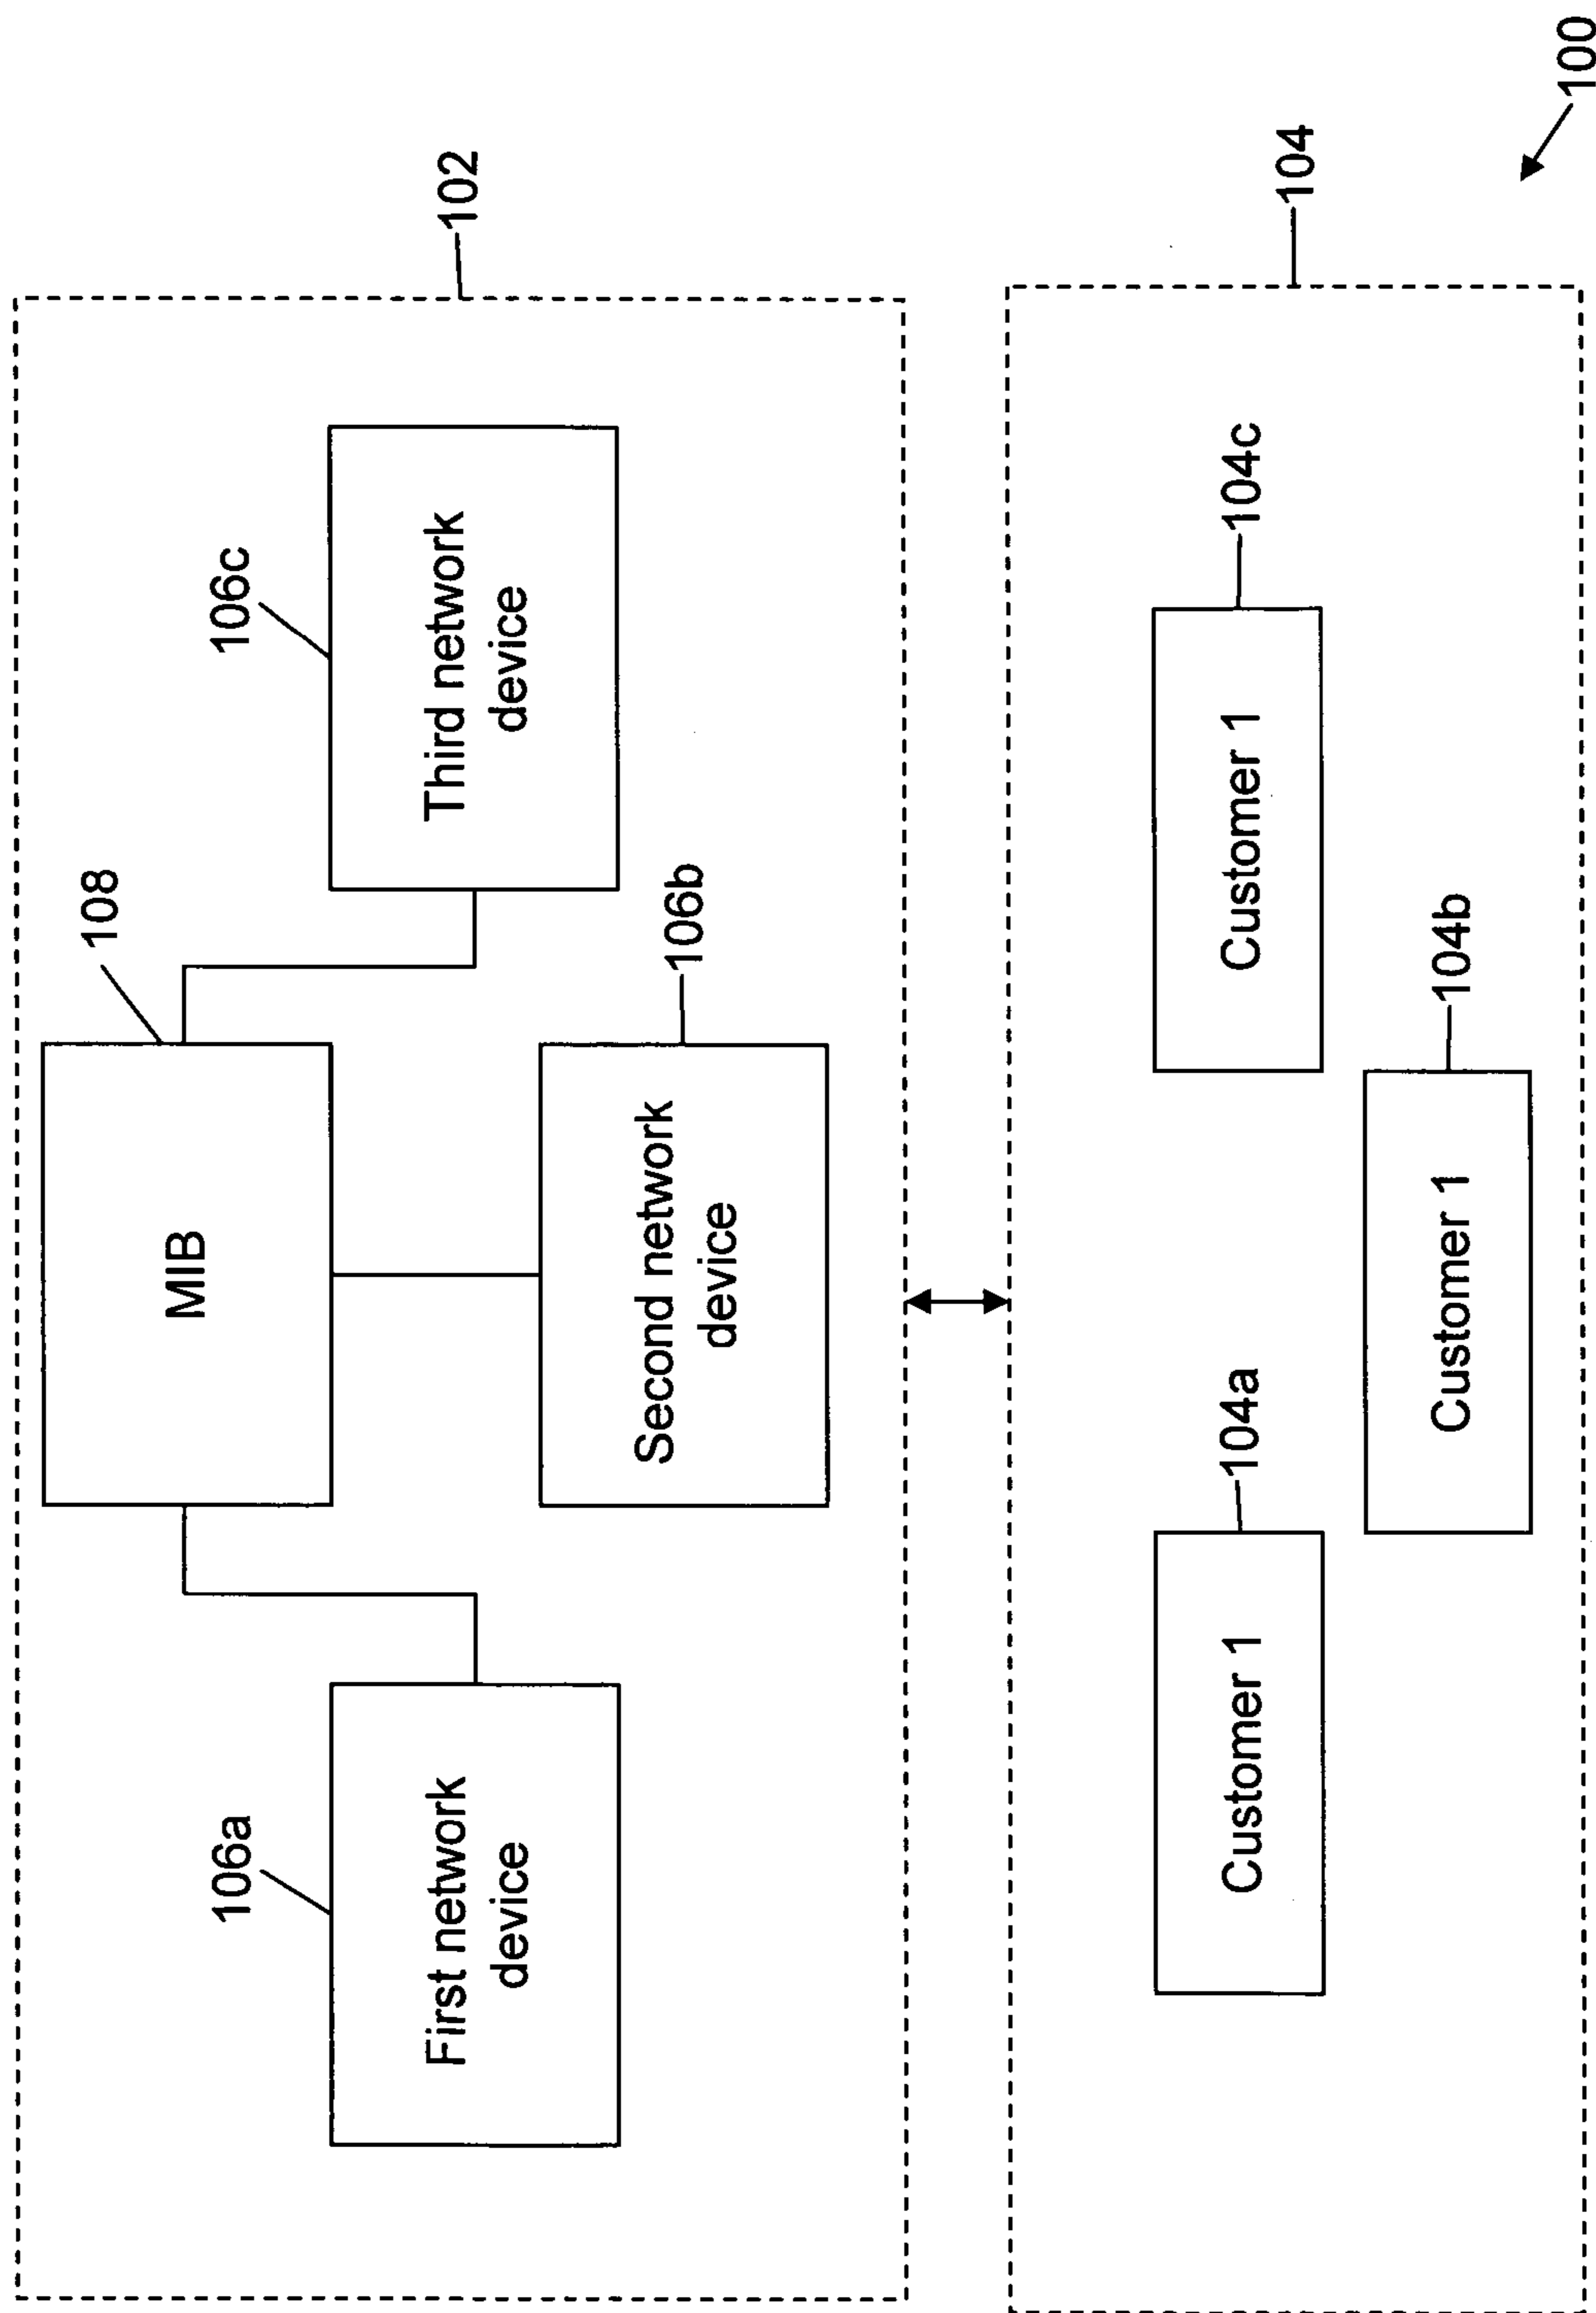 108
MIB
102
106a
First network
device
106b
Second network
device
106c
Third network
device
104
104a
Customer 1
104b
Customer 1
104c
Customer 1
100